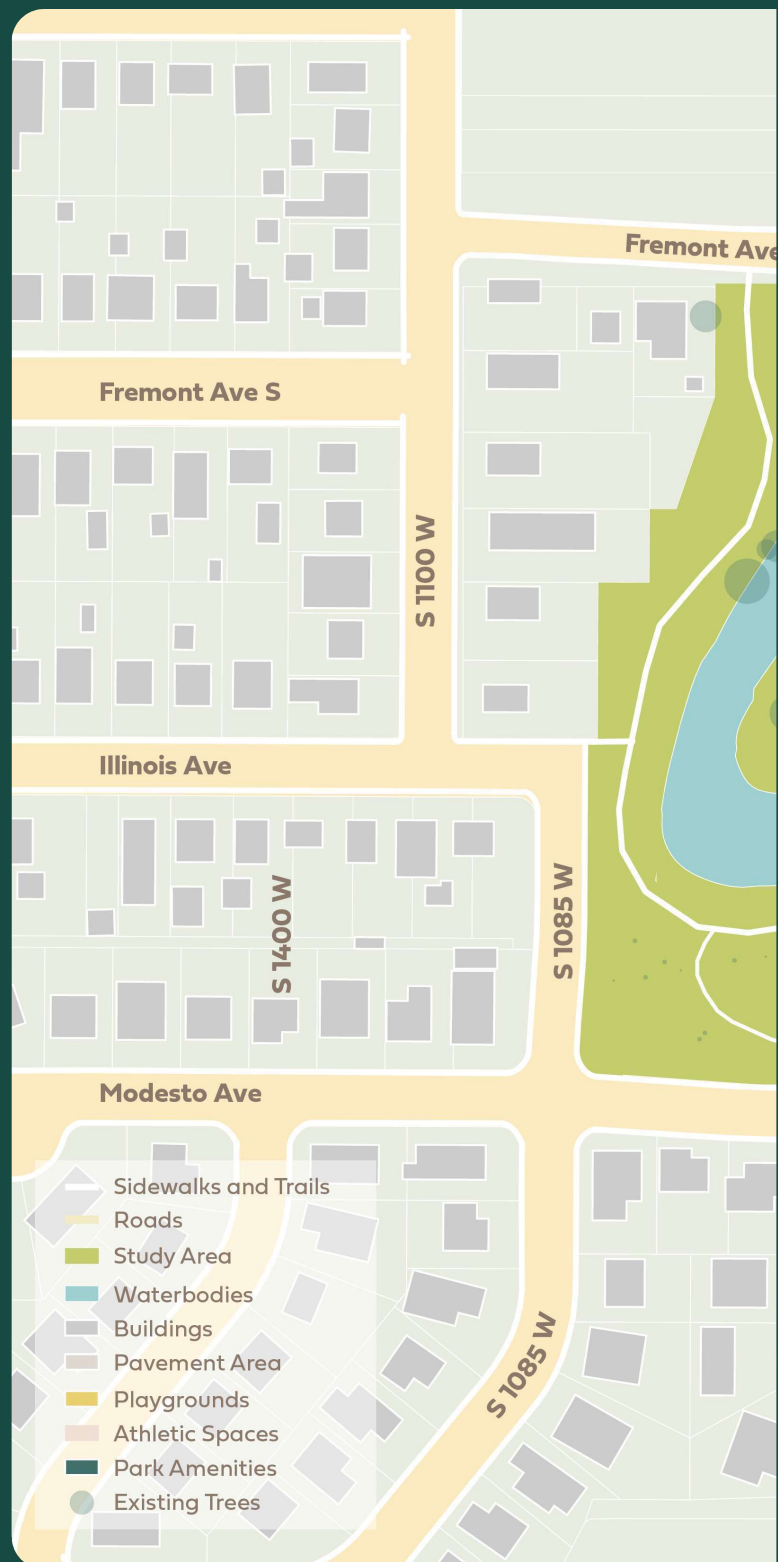 Fremont Ave
Fremont Ave S
S 1100 W
Illinois Ave
S 1400 W
S 1085 W
Modesto Ave
Sidewalks and Trails
Roads
Study Area
Waterbodies
Buildings
Pavement Area
Playgrounds
Athletic Spaces
Park Amenities
Existing Trees
S 1085 W